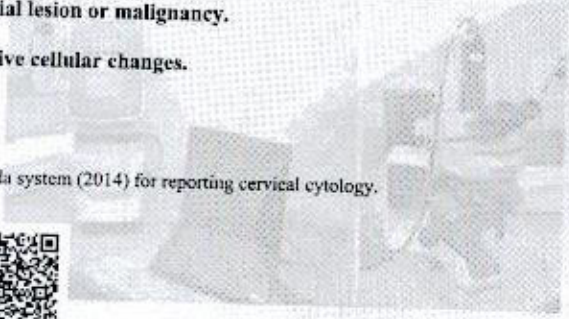 ial lesion or malignancy.
ive cellular changes.
la system (2014) for reporting cervical cytology.